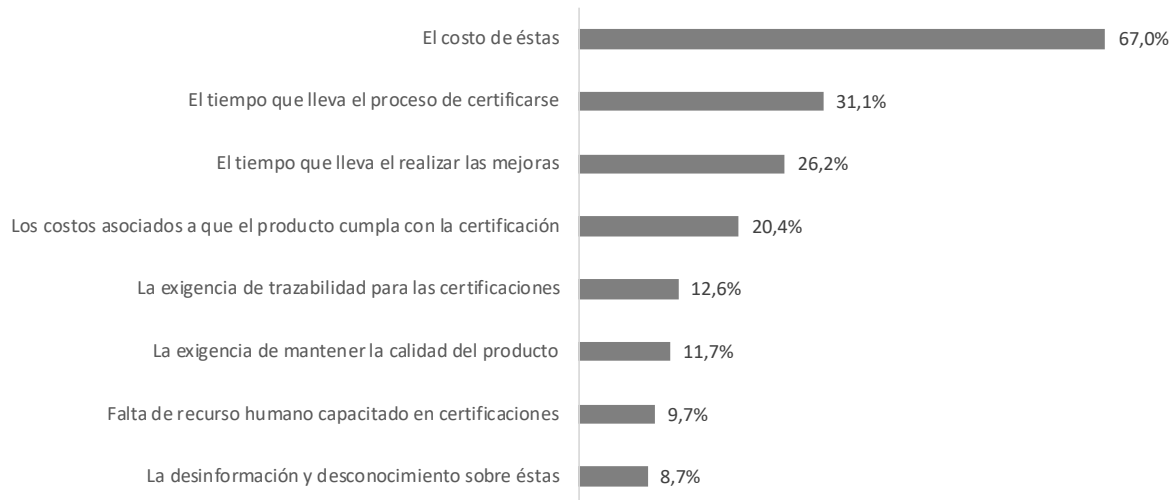 El costo de éstas 67,0%
El tiempo que lleva el proceso de certificarse 31,1%
El tiempo que lleva el realizar las mejoras 26,2%
Los costos asociados a que el producto cumpla con la certificación 20,4%
La exigencia de trazabilidad para las certificaciones 12,6%
La exigencia de mantener la calidad del producto 11,7%
Falta de recurso humano capacitado en certificaciones 9,7%
La desinformación y desconocimiento sobre éstas 8,7%